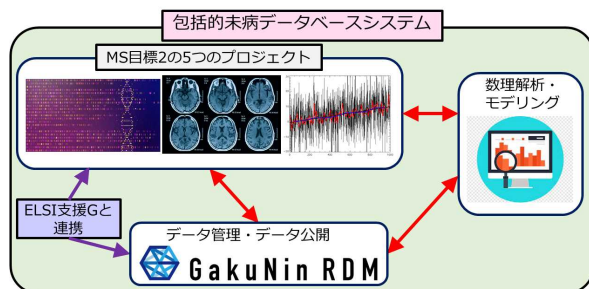 包括的未病データベースシステム
MS目標2の5つのプロジェクト
数理解析・
モデリング
ELSI支援Gと
連携
データ管理・データ公開
GakuNin RDM